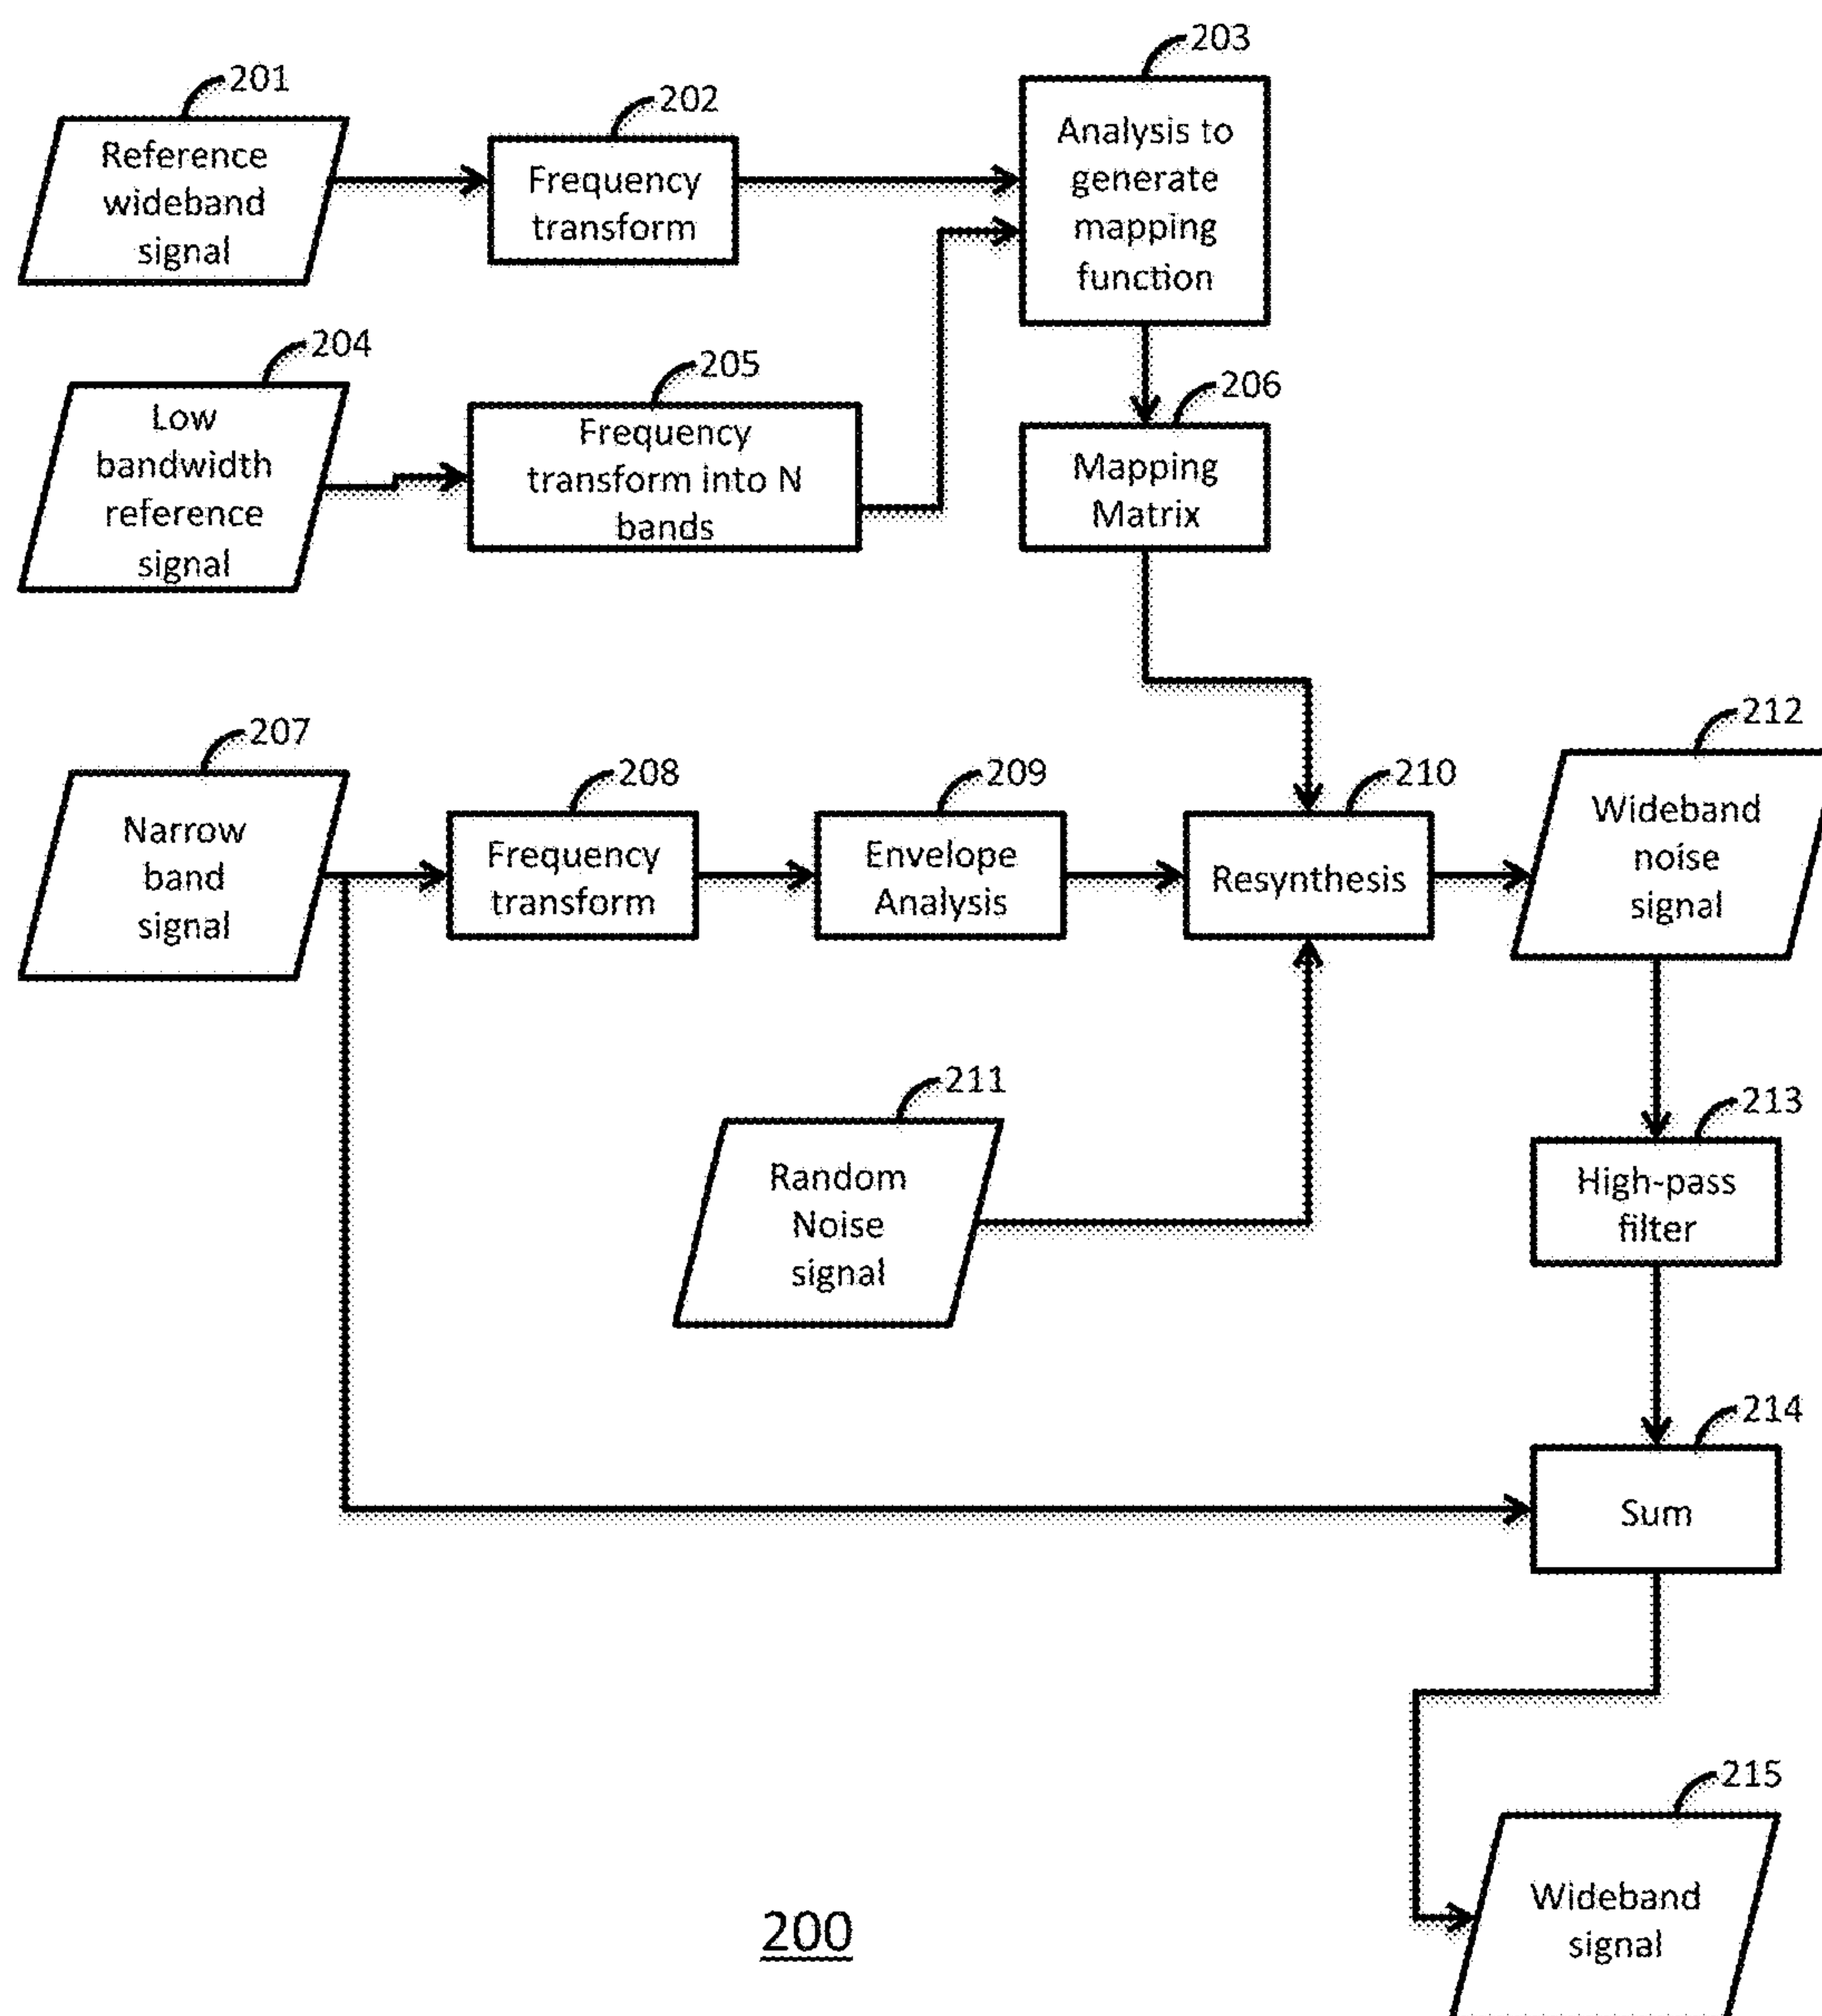 201
Reference
wideband
signal
202
Frequency
transform
203
Analysis to
generate
mapping
function
204
Low
bandwidth
reference
signal
205
Frequency
transform into N
bands
206
Mapping
Matrix
207
Narrow
band
signal
208
Frequency
transform
209
Envelope
Analysis
210
Resynthesis
212
Wideband
noise
signal
211
Random
Noise
signal
213
High-pass
filter
214
Sum
215
Wideband
signal
200